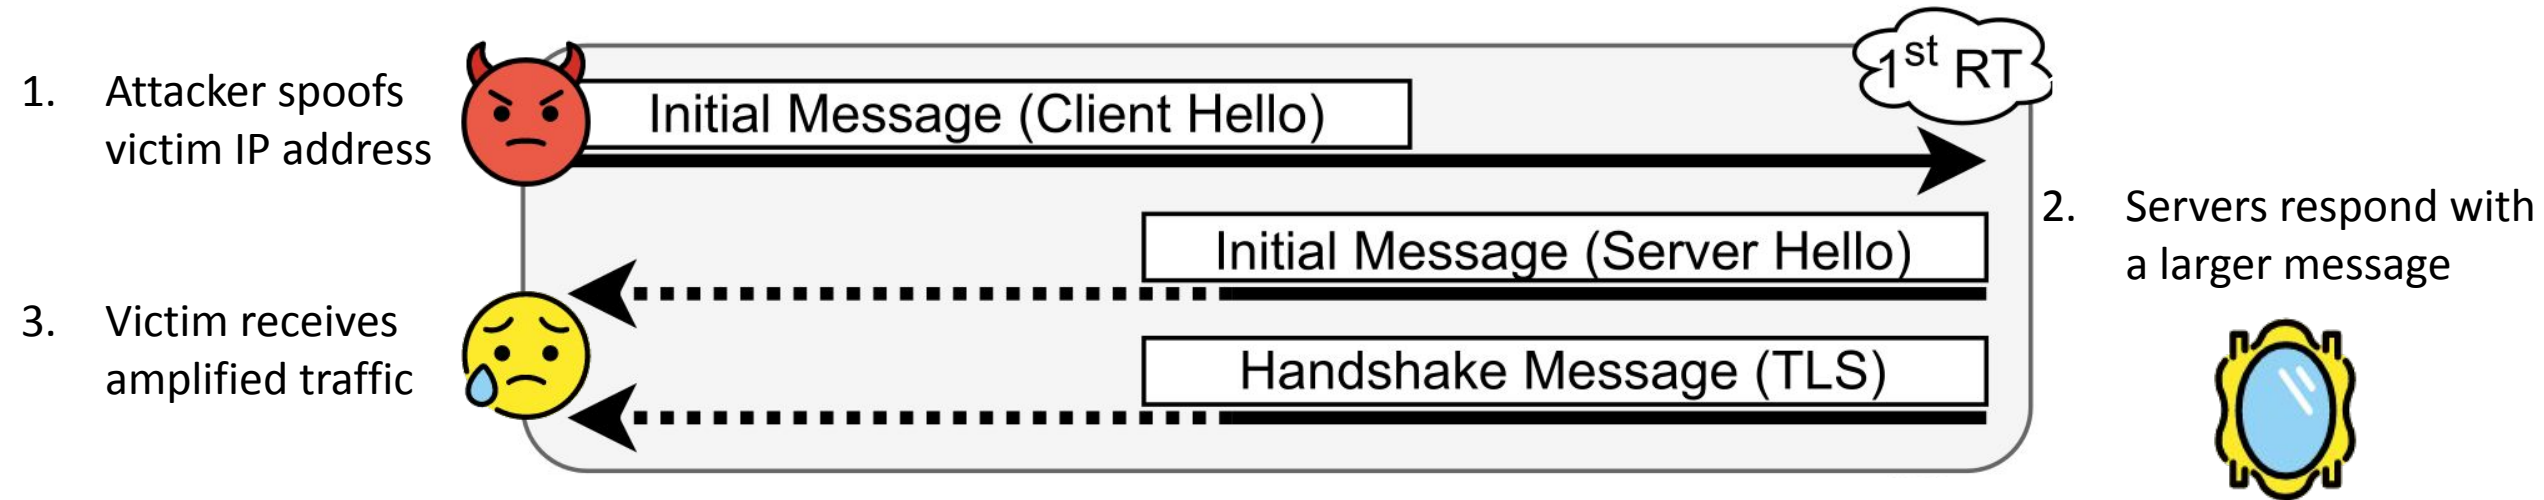 1. Attacker spoofs
victim IP address
Initial Message (Client Hello)
1st RT
2. Servers respond with
a larger message
Initial Message (Server Hello)
3. Victim receives
amplified traffic
Handshake Message (TLS)